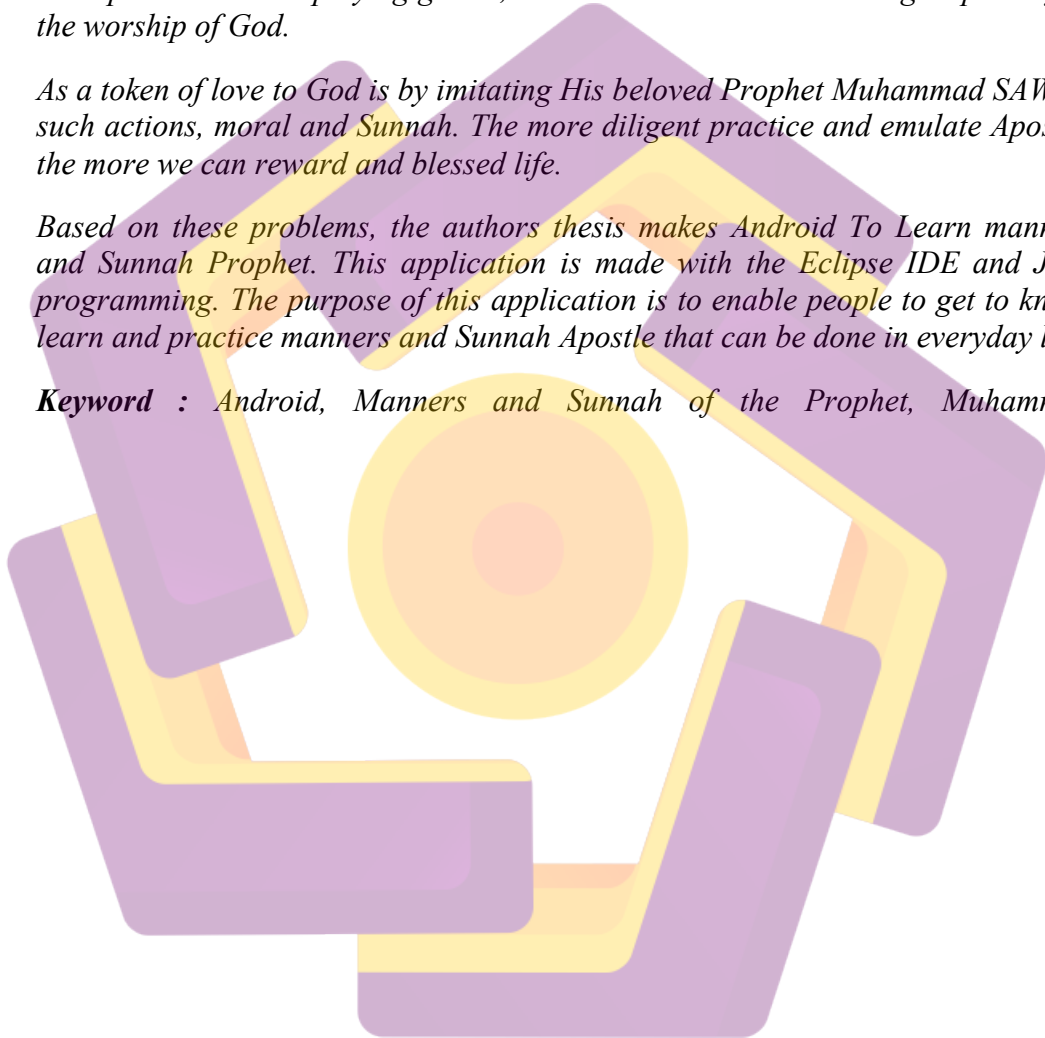 the worship of God.
As a token of love to God is by imitating His beloved Prophet Muhammad SAW
such actions, moral and Sunnah. The more diligent practice and emulate Apos
the more we can reward and blessed life.
Based on these problems, the authors thesis makes Android To Learn mann
and Sunnah Prophet. This application is made with the Eclipse IDE and J
programming. The purpose of this application is to enable people to get to kn
learn and practice manners and Sunnah Apostle that can be done in everyday l
Keyword : Android, Manners and Sunnah of the Prophet, Muhamm